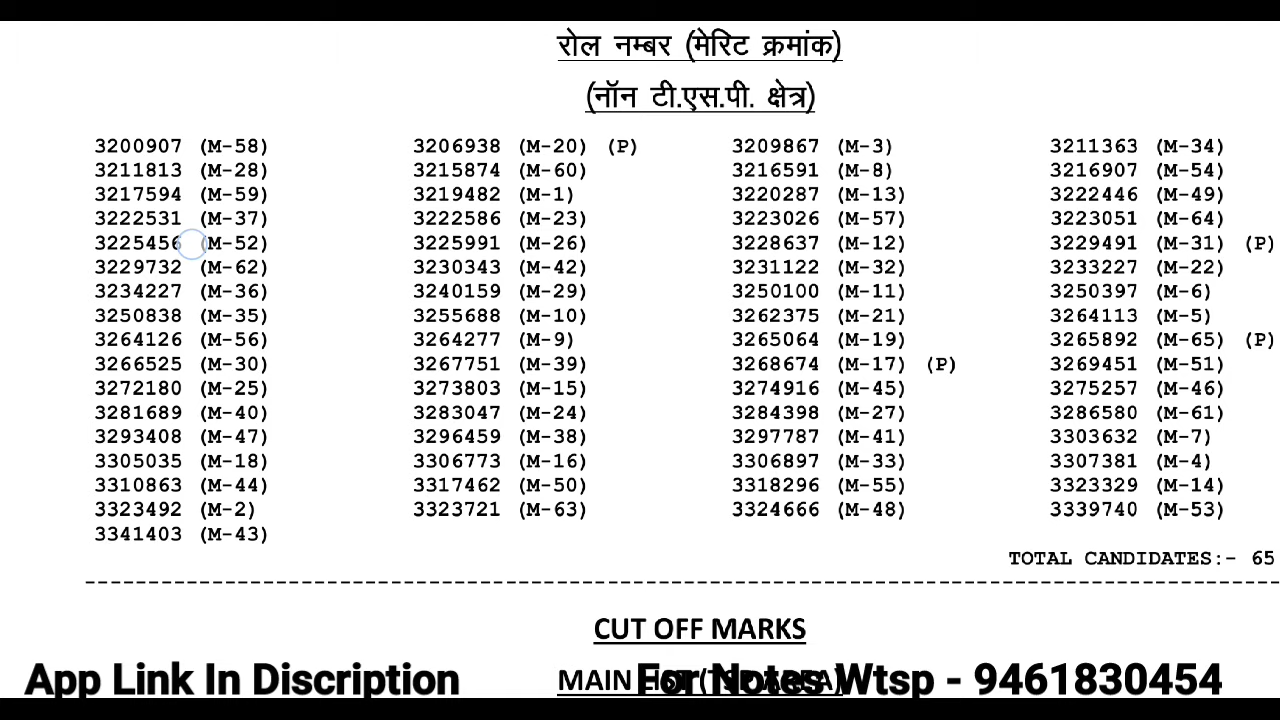 रोल नम्बर (मेरिट क्रमांक)
(नॉन टी.एस.पी. क्षेत्र)
3200907 (M-58) 3206938 (M-20) (P) 3209867 (M-3) 3211363 (M-34)
3211813 (M-28) 3215874 (M-60) 3216591 (M-8) 3216907 (M-54)
3217594 (M-59) 3219482 (M-1) 3220287 (M-13) 3222446 (M-49)
3222531 (M-37) 3222586 (M-23) 3223026 (M-57) 3223051 (M-64)
3225456 (M-52) 3225991 (M-26) 3228637 (M-12) 3229491 (M-31) (P)
3229732 (M-62) 3230343 (M-42) 3231122 (M-32) 3233227 (M-22)
3234227 (M-36) 3240159 (M-29) 3250100 (M-11) 3250397 (M-6)
3250838 (M-35) 3255688 (M-10) 3262375 (M-21) 3264113 (M-5)
3264126 (M-56) 3264277 (M-9) 3265064 (M-19) 3265892 (M-65) (P)
3266525 (M-30) 3267751 (M-39) 3268674 (M-17) (P) 3269451 (M-51)
3272180 (M-25) 3273803 (M-15) 3274916 (M-45) 3275257 (M-46)
3281689 (M-40) 3283047 (M-24) 3284398 (M-27) 3286580 (M-61)
3293408 (M-47) 3296459 (M-38) 3297787 (M-41) 3303632 (M-7)
3305035 (M-18) 3306773 (M-16) 3306897 (M-33) 3307381 (M-4)
3310863 (M-44) 3317462 (M-50) 3318296 (M-55) 3323329 (M-14)
3323492 (M-2) 3323721 (M-63) 3324666 (M-48) 3339740 (M-53)
3341403 (M-43)
TOTAL CANDIDATES:- 65
CUT OFF MARKS
MAIN
App Link In Discription For Notes Wtsp - 9461830454